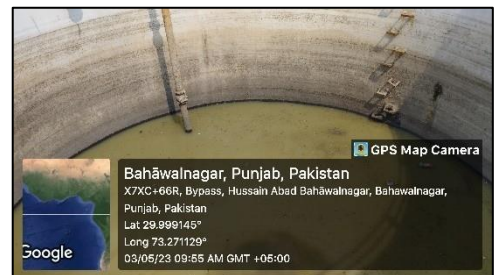 GPS Map Camera
Bahāwalnagar, Punjab, Pakistan
X7XC+66R, Bypass, Hussain Abad Bahāwalnagar, Bahawalnagar,
Punjab, Pakistan
Lat 29.999145°
Long 73.271129°
03/05/23 09:55 AM GMT +05:00
Google